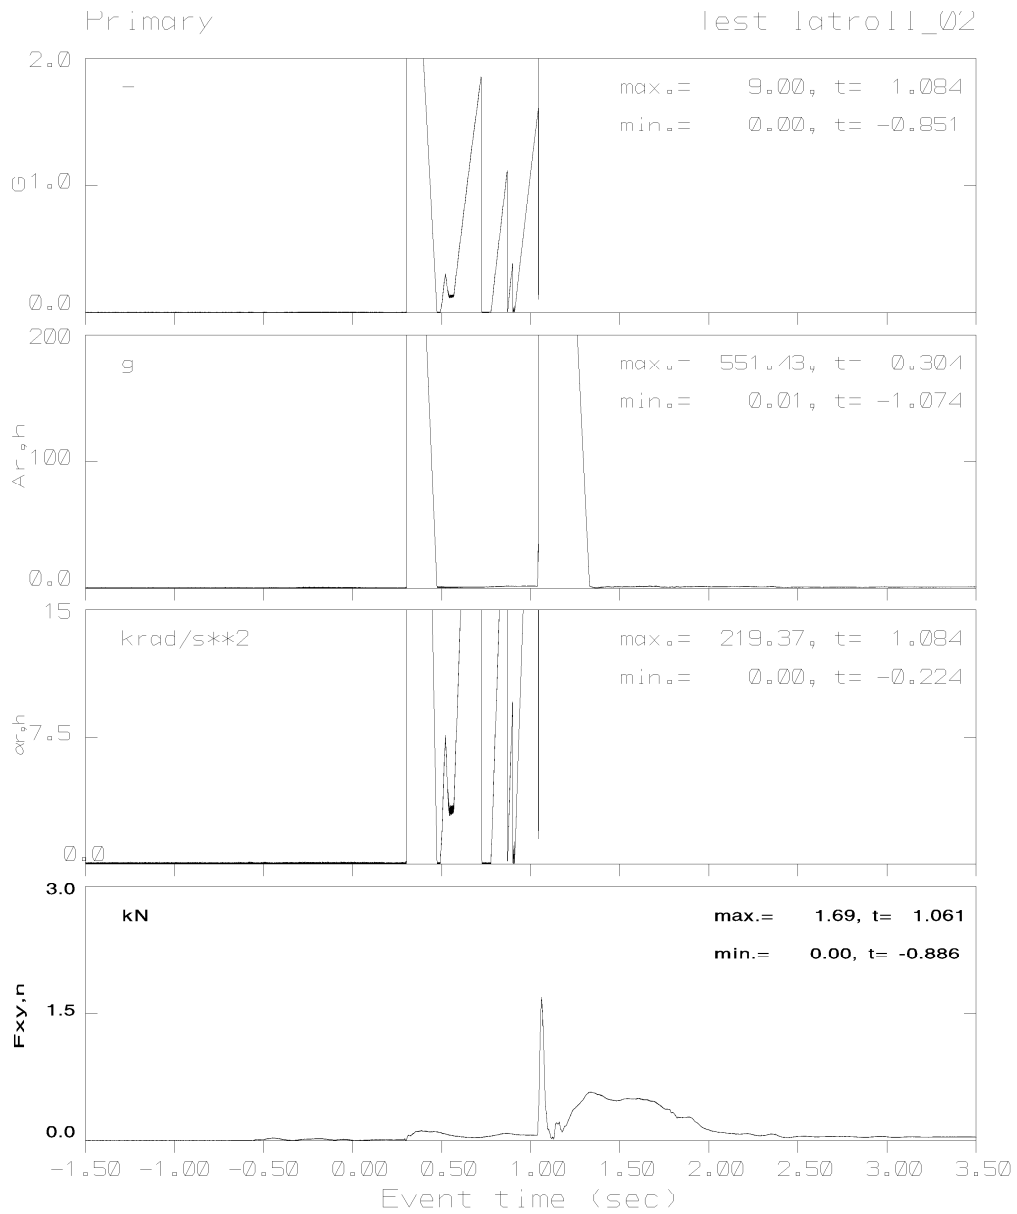 Primary Test latroll_02
2.0
– max.= 9.00, t= 1.084
min.= 0.00, t= -0.851
G 1.0
0.0
200
g max.= 551.43, t= 0.304
min.= 0.01, t= -1.074
Ar,h 100
0.0
15
krad/s**2 max.= 219.37, t= 1.084
min.= 0.00, t= -0.224
αr,h 7.5
0.0
3.0
kN max.= 1.69, t= 1.061
min.= 0.00, t= -0.886
Fxy,n 1.5
0.0
-1.50 -1.00 -0.50 0.00 0.50 1.00 1.50 2.00 2.50 3.00 3.50
Event time (sec)